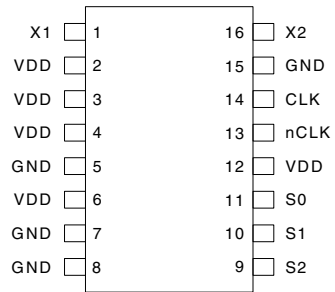 X1 1 16 X2
VDD 2 15 GND
VDD 3 14 CLK
VDD 4 13 nCLK
GND 5 12 VDD
VDD 6 11 S0
GND 7 10 S1
GND 8 9 S2